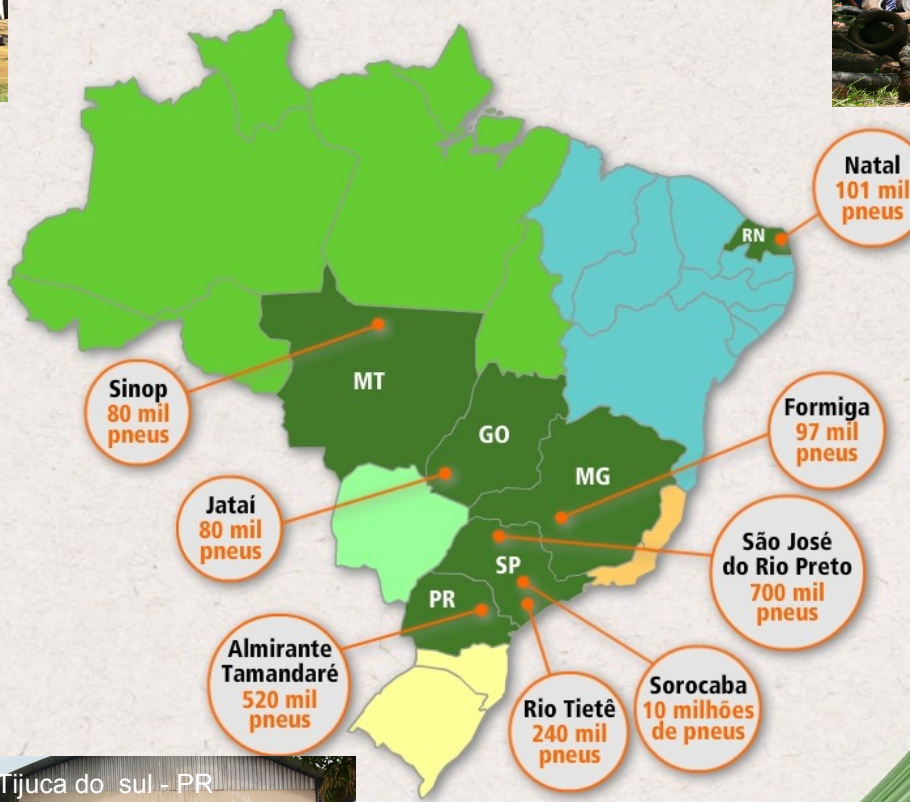 Natal
101 mil
pneus
RN
MT
Sinop
80 mil
pneus
GO
Formiga
97 mil
pneus
MG
Jataí
80 mil
pneus
São José
do Rio Preto
700 mil
pneus
SP
PR
Almirante
Tamandaré
520 mil
pneus
Rio Tietê
240 mil
pneus
Sorocaba
10 milhões
de pneus
Tijuca do sul - PR